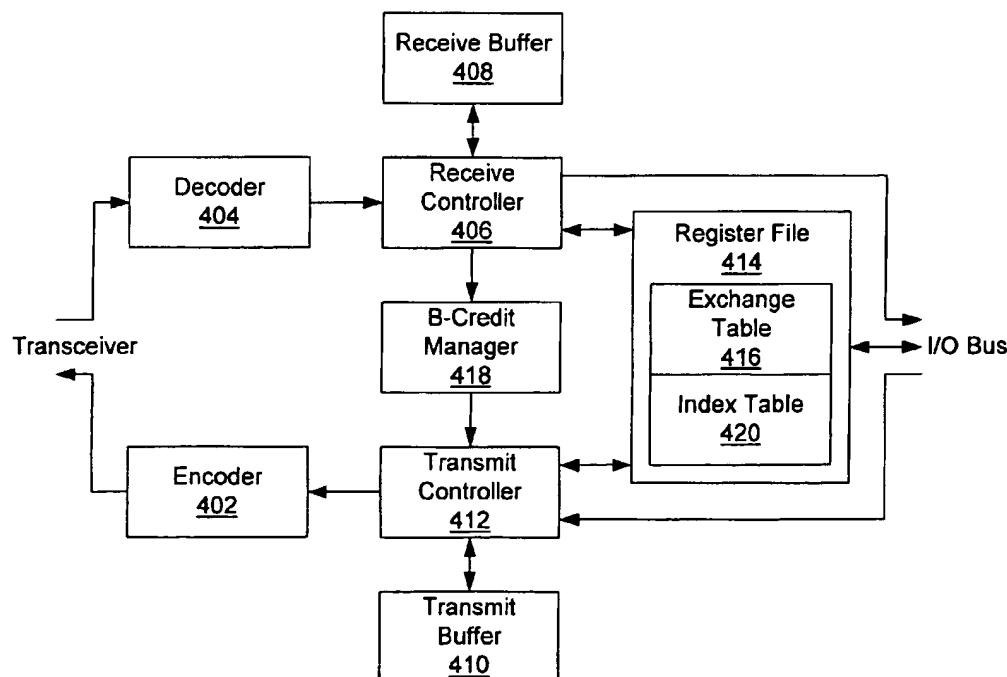 Receive Buffer
408
Decoder
404
Receive
Controller
406
Register File
414
Exchange
Table
416
Index Table
420
B-Credit
Manager
418
Transceiver
I/O Bus
Encoder
402
Transmit
Controller
412
Transmit
Buffer
410